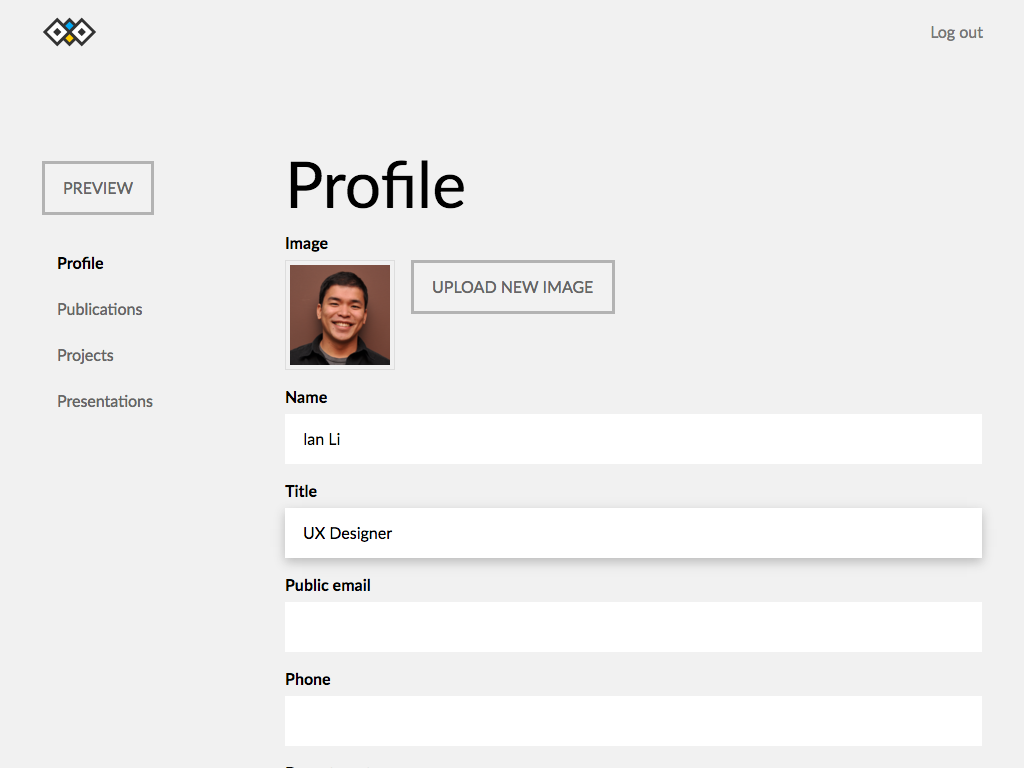 Log out
PREVIEW
Profile
Publications
Projects
Presentations
Profile
Image
UPLOAD NEW IMAGE
Name
Ian Li
Title
UX Designer
Public email
Phone